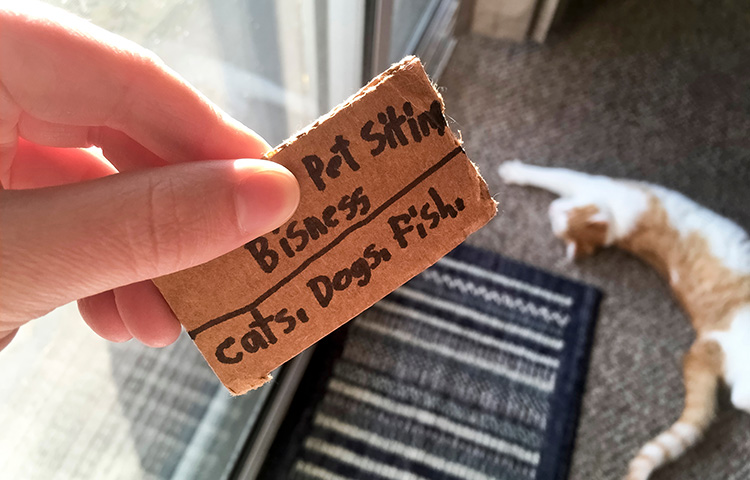 Pet Siting
Bisness
Cats. Dogs. Fish.